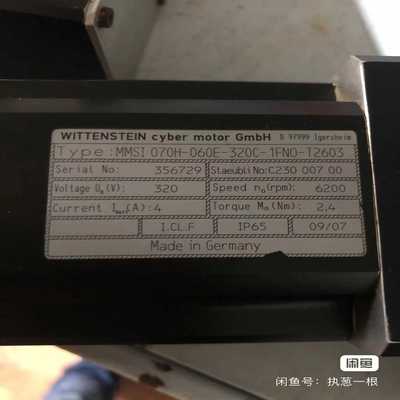 WITTENSTEIN cyber motor GmbH D 97999 Igersheim
Type: MMSI 070H-060E-320C-1FN0-T2603
Serial No: 356729 Staeubli No: C230 007 00
Voltage U (V): 320 Speed n (rpm): 6200
Current I (A): 4 Torque M (Nm): 2,4
I.CL.F IP65 09/07
Made in Germany
闲鱼
闲鱼号：执葱一根